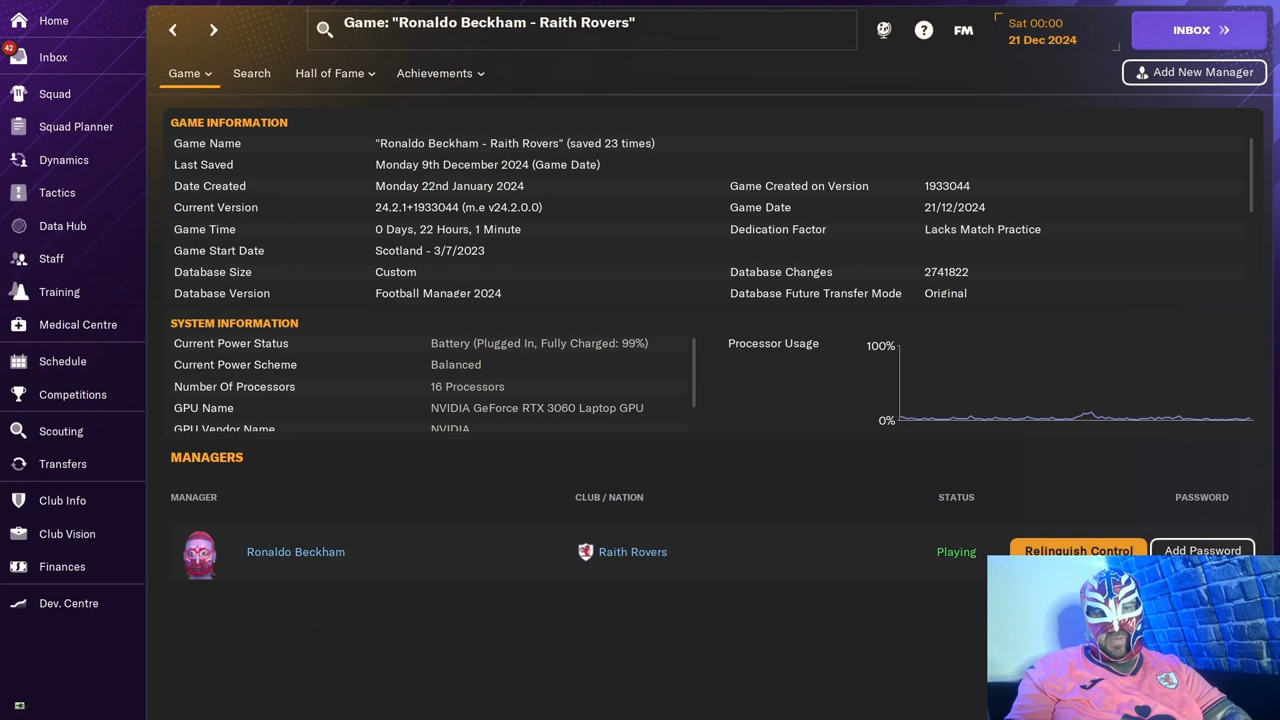 Home
42
Inbox
Squad
Squad Planner
Dynamics
Tactics
Data Hub
Staff
Training
Medical Centre
Schedule
Competitions
Scouting
Transfers
Club Info
Club Vision
Finances
Dev. Centre
Game: "Ronaldo Beckham - Raith Rovers"
? FM
Sat 00:00
21 Dec 2024
INBOX
Game Search Hall of Fame Achievements
Add New Manager
GAME INFORMATION
Game Name "Ronaldo Beckham - Raith Rovers" (saved 23 times)
Last Saved Monday 9th December 2024 (Game Date)
Date Created Monday 22nd January 2024 Game Created on Version 1933044
Current Version 24.2.1+1933044 (m.e v24.2.0.0) Game Date 21/12/2024
Game Time 0 Days, 22 Hours, 1 Minute Dedication Factor Lacks Match Practice
Game Start Date Scotland - 3/7/2023
Database Size Custom Database Changes 2741822
Database Version Football Manager 2024 Database Future Transfer Mode Original
SYSTEM INFORMATION
Current Power Status Battery (Plugged In, Fully Charged: 99%)
Current Power Scheme Balanced
Number Of Processors 16 Processors
GPU Name NVIDIA GeForce RTX 3060 Laptop GPU
GPU Vendor Name NVIDIA
Processor Usage 100%
0%
MANAGERS
MANAGER CLUB / NATION STATUS PASSWORD
Ronaldo Beckham Raith Rovers Playing Relinquish Control Add Password